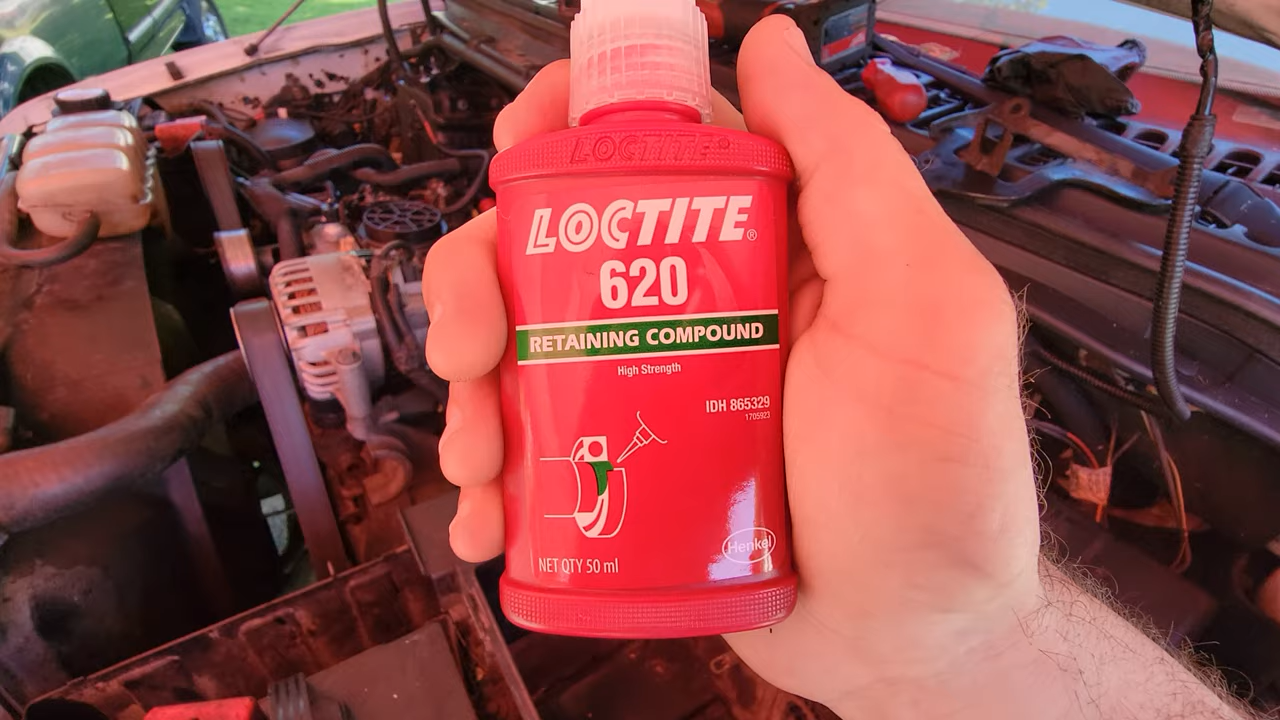 LOCTITE®
LOCTITE®
620
RETAINING COMPOUND
High Strength
IDH 865329
1705923
Henkel
NET QTY 50 ml